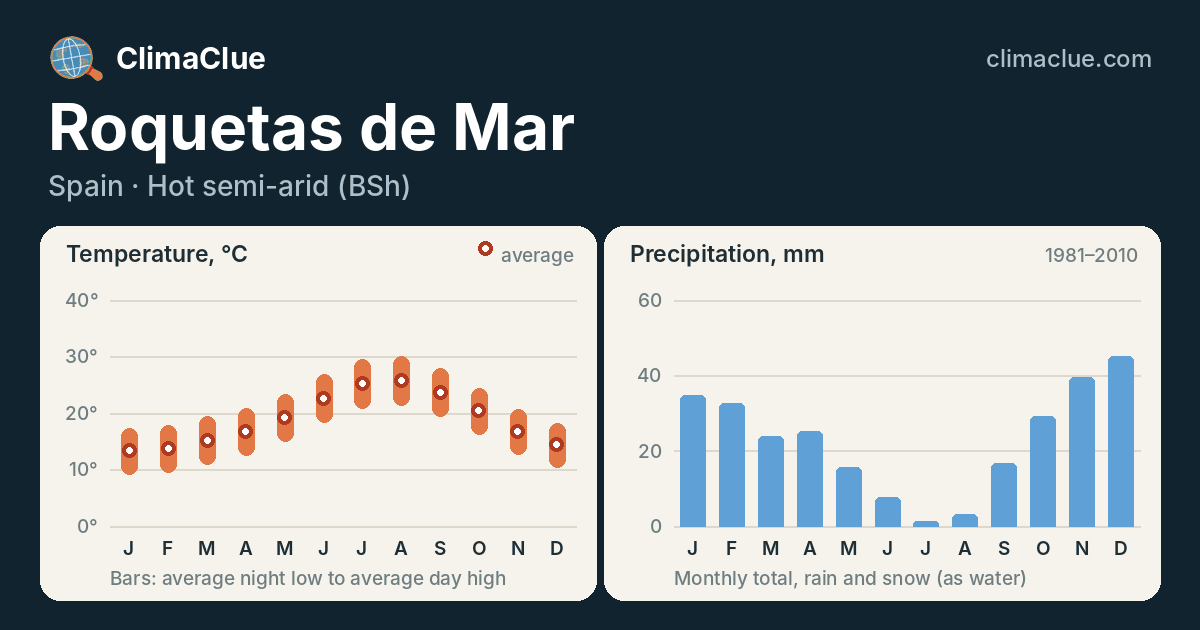 ClimaClue
climaclue.com
Roquetas de Mar
Spain · Hot semi-arid (BSh)
Temperature, °C
average
40°
30°
20°
10°
0°
J F M A M J J A S O N D
Bars: average night low to average day high
Precipitation, mm
1981–2010
60
40
20
0
J F M A M J J A S O N D
Monthly total, rain and snow (as water)